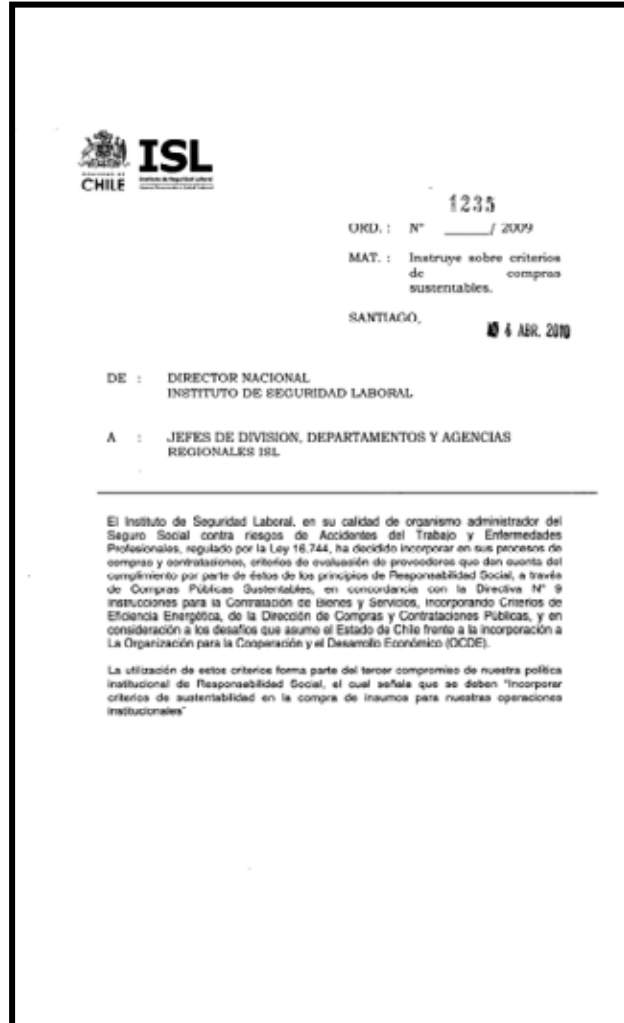 ISL
CHILE
1235
ORD. : N° ______/ 2009
MAT. : Instruye sobre criterios
de compras
sustentables.
SANTIAGO,
6 ABR. 2010
DE : DIRECTOR NACIONAL
INSTITUTO DE SEGURIDAD LABORAL
A : JEFES DE DIVISION, DEPARTAMENTOS Y AGENCIAS
REGIONALES ISL
El Instituto de Seguridad Laboral, en su calidad de organismo administrador del
Seguro Social contra riesgos de Accidentes del Trabajo y Enfermedades
Profesionales, regulado por la Ley 16.744, ha decidido incorporar en sus procesos de
compras y contrataciones, criterios de evaluación de proveedores que den cuenta del
cumplimiento por parte de éstos de los principios de Responsabilidad Social, a través
de Compras Públicas Sustentables, en concordancia con la Directiva N° 9
Instrucciones para la Contratación de Bienes y Servicios, Incorporando Criterios de
Eficiencia Energética, de la Dirección de Compras y Contrataciones Públicas, y en
consideración a los desafíos que asume el Estado de Chile frente a la incorporación a
La Organización para la Cooperación y el Desarrollo Económico (OCDE).
La utilización de estos criterios forma parte del tercer compromiso de nuestra política
institucional de Responsabilidad Social, el cual señala que se deben "Incorporar
criterios de sustentabilidad en la compra de insumos para nuestras operaciones
institucionales"